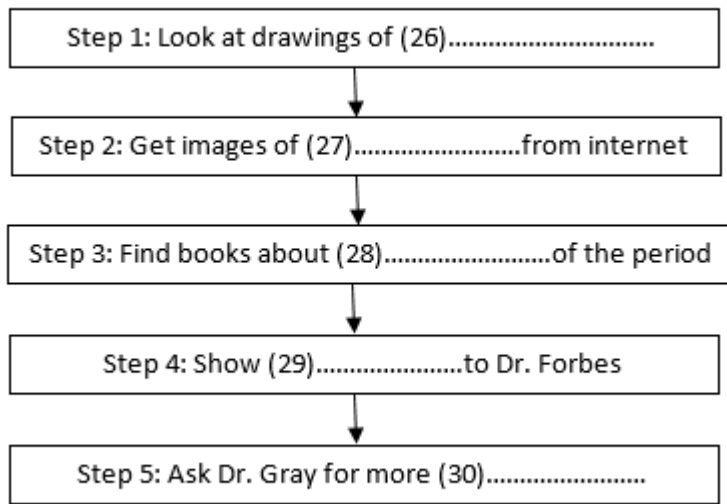 Step 1: Look at drawings of (26)...............................
Step 2: Get images of (27).........................from internet
Step 3: Find books about (28).........................of the period
Step 4: Show (29)......................to Dr. Forbes
Step 5: Ask Dr. Gray for more (30)........................